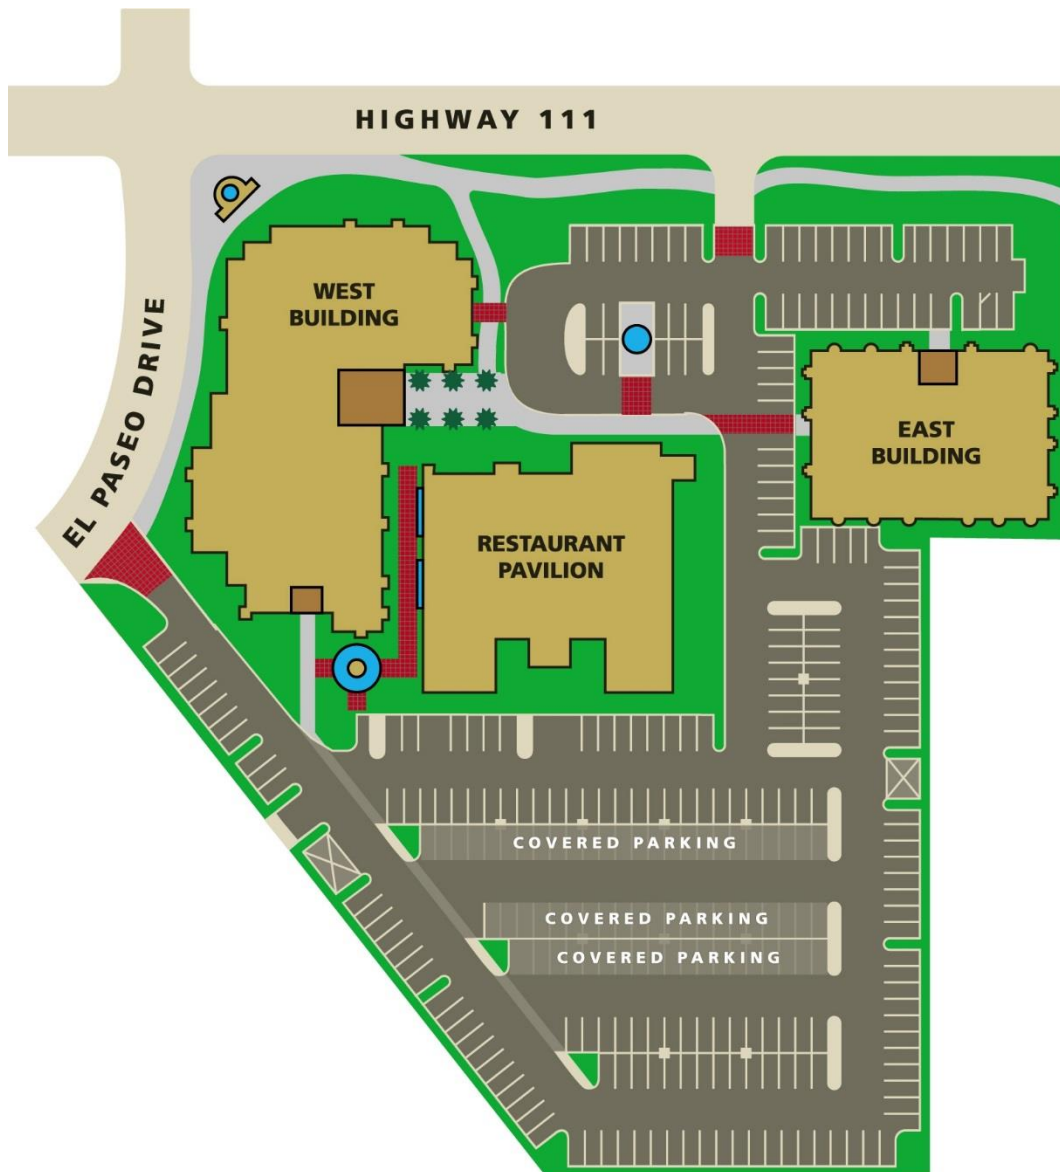 HIGHWAY 111
WEST
BUILDING
EL PASEO DRIVE
EAST
BUILDING
RESTAURANT
PAVILION
COVERED PARKING
COVERED PARKING
COVERED PARKING